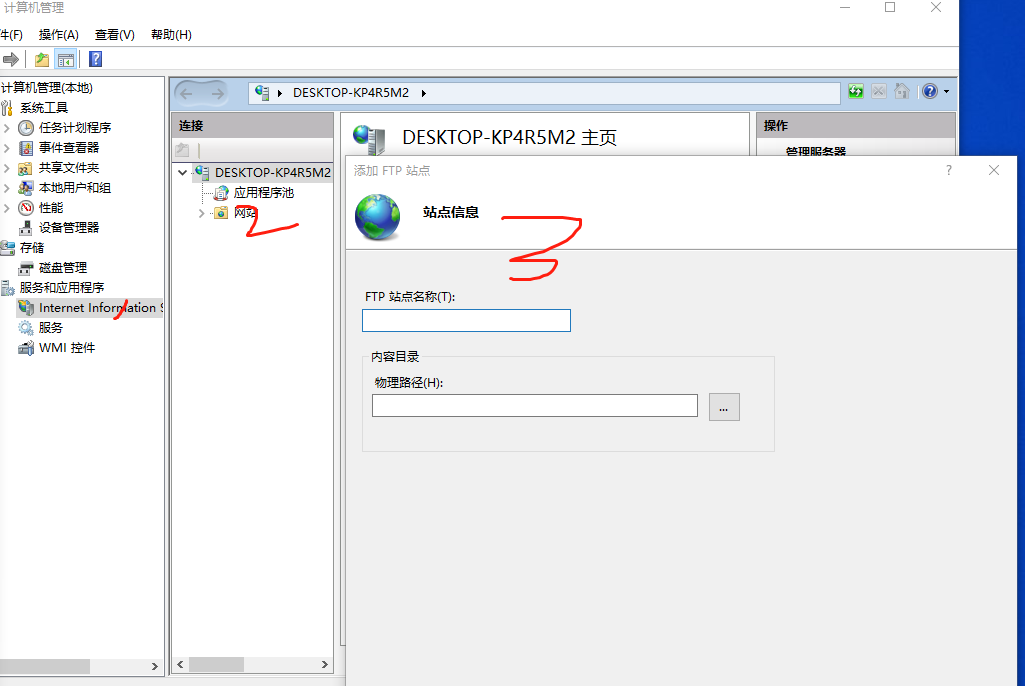 计算机管理
件(F) 操作(A) 查看(V) 帮助(H)
计算机管理(本地)
系统工具
任务计划程序
事件查看器
共享文件夹
本地用户和组
性能
设备管理器
存储
磁盘管理
服务和应用程序
Internet Information S
服务
WMI 控件
DESKTOP-KP4R5M2
连接
DESKTOP-KP4R5M2
应用程序池
网站
DESKTOP-KP4R5M2 主页
操作
管理服务器
添加 FTP 站点
?
站点信息
FTP 站点名称(T):
内容目录
物理路径(H):
...
1
2
3